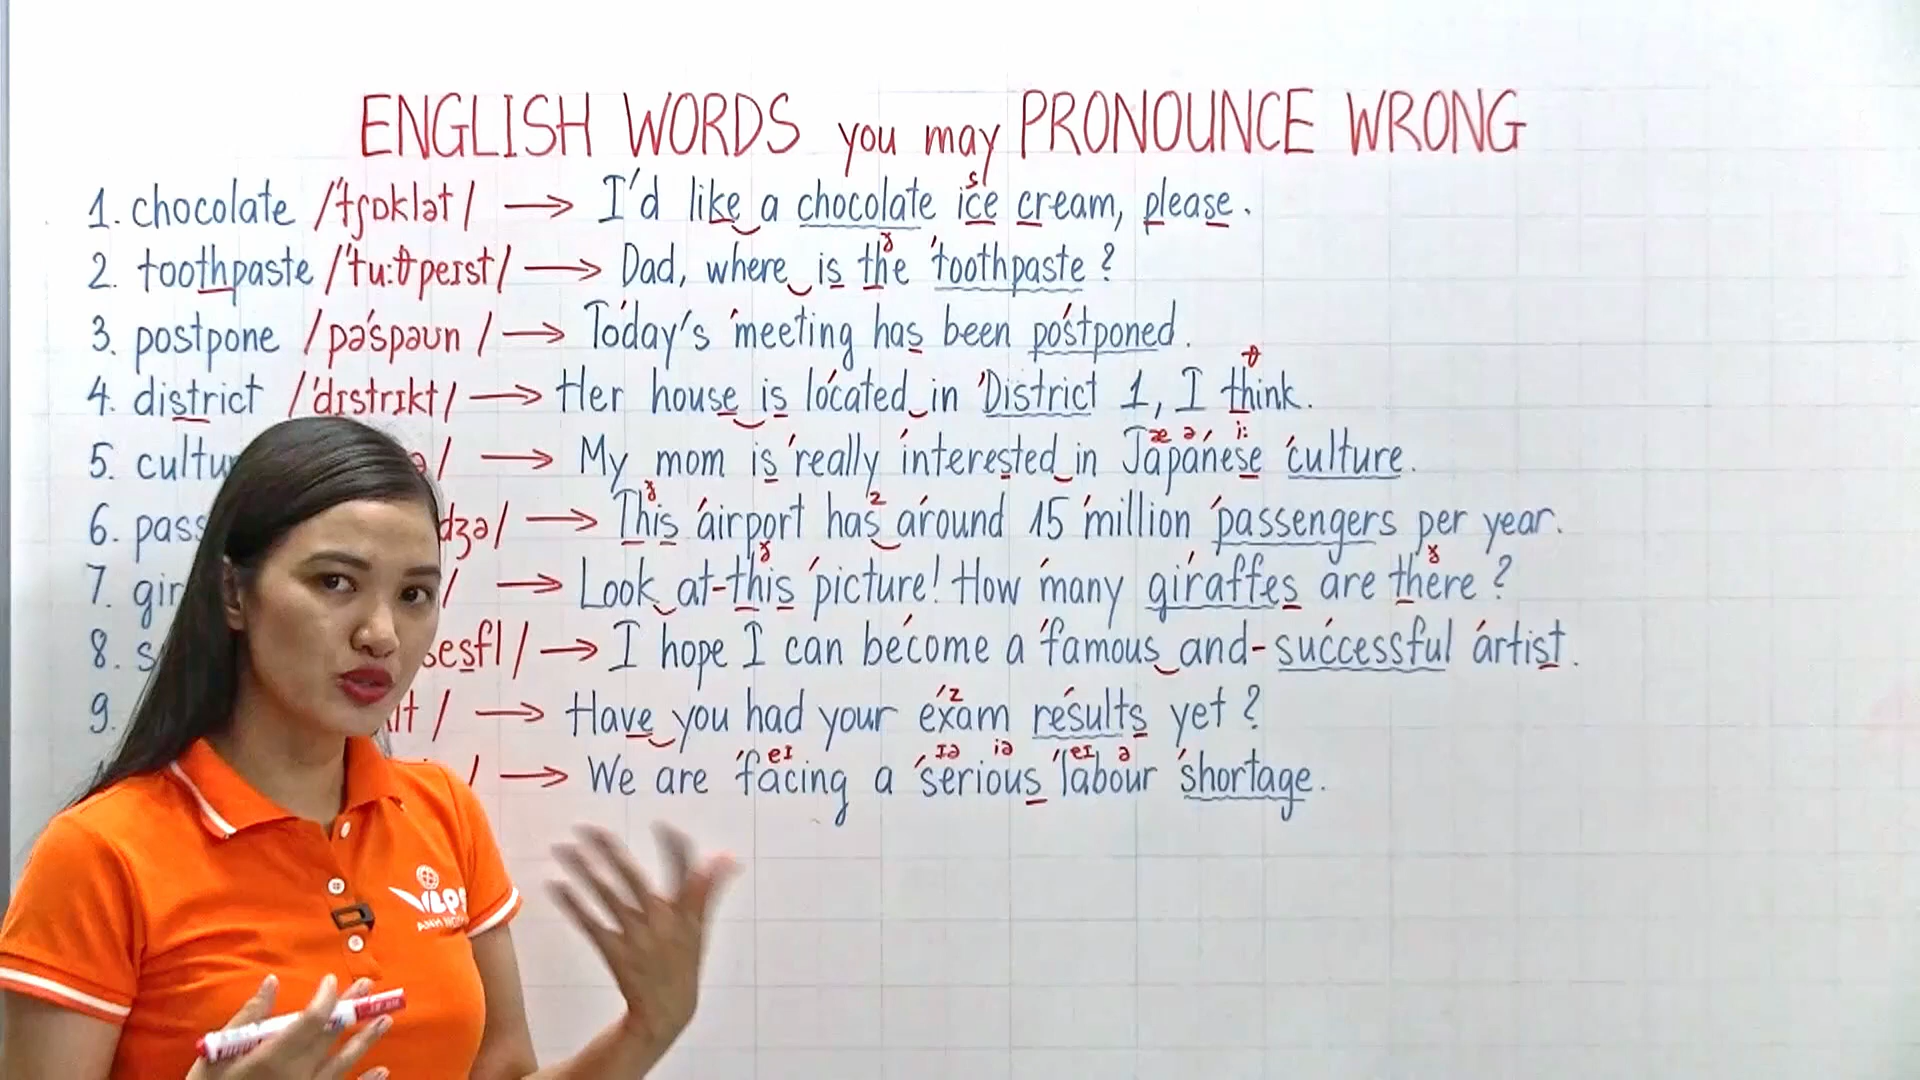 ENGLISH WORDS you may PRONOUNCE WRONG
1. chocolate /ˈtʃɒklət/ → I'd like a chocolate ice cream, please.
2. toothpaste /ˈtu:θpeɪst/ → Dad, where is the toothpaste?
3. postpone /pəˈspəʊn/ → Today's meeting has been postponed.
4. district /ˈdɪstrɪkt/ → Her house is located in District 1, I think.
5. cultu ə/ → My mom is really interested in Japanese culture.
6. pass dʒə/ → This airport has around 15 million passengers per year.
7. gir / → Look at this picture! How many giraffes are there?
8. s sesfl/ → I hope I can become a famous and successful artist.
9. lt/ → Have you had your exam results yet?
/ → We are facing a serious labour shortage.